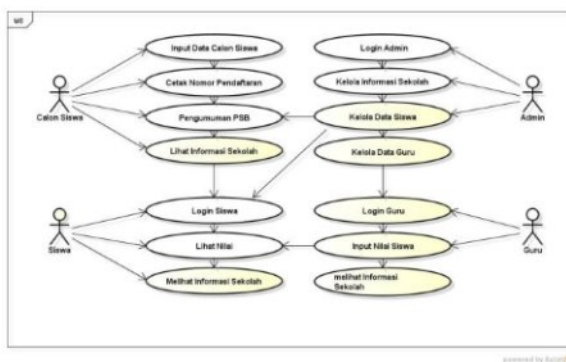 uc
Input Data Calon Siswa
Login Admin
Cetak Nomor Pendaftaran
Kelola Informasi Sekolah
Calon Siswa
Pengumuman PSB
Kelola Data Siswa
Admin
Lihat Informasi Sekolah
Kelola Data Guru
Login Siswa
Login Guru
Siswa
Lihat Nilai
Input Nilai Siswa
Guru
Melihat Informasi Sekolah
melihat Informasi
Sekolah
powered by